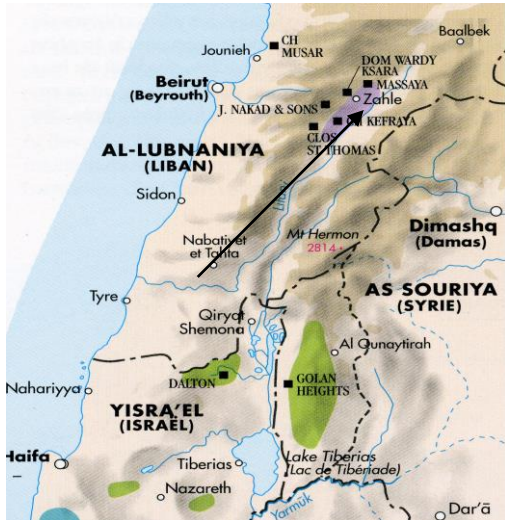 CH
MUSAR
Jounieh
Baalbek
DOM WARDY
KSARA
MASSAYA
Beirut
(Beyrouth)
Zahle
J. NAKAD & SONS
KEFRAYA
CLOS
ST THOMAS
AL-LUBNANIYA
(LIBAN)
Sidon
Litani
Mt Hermon
2814
Dimashq
(Damas)
Nabatiyet
et Tahta
Tyre
AS SOURIYA
(SYRIE)
Qiryat
Shemona
Al Qunaytirah
Nahariyya
DALTON
GOLAN
HEIGHTS
YISRA'EL
(ISRAËL)
Haifa
Tiberias
Lake Tiberias
(Lac de Tibériade)
Nazareth
Yarmūk
Dar'ā